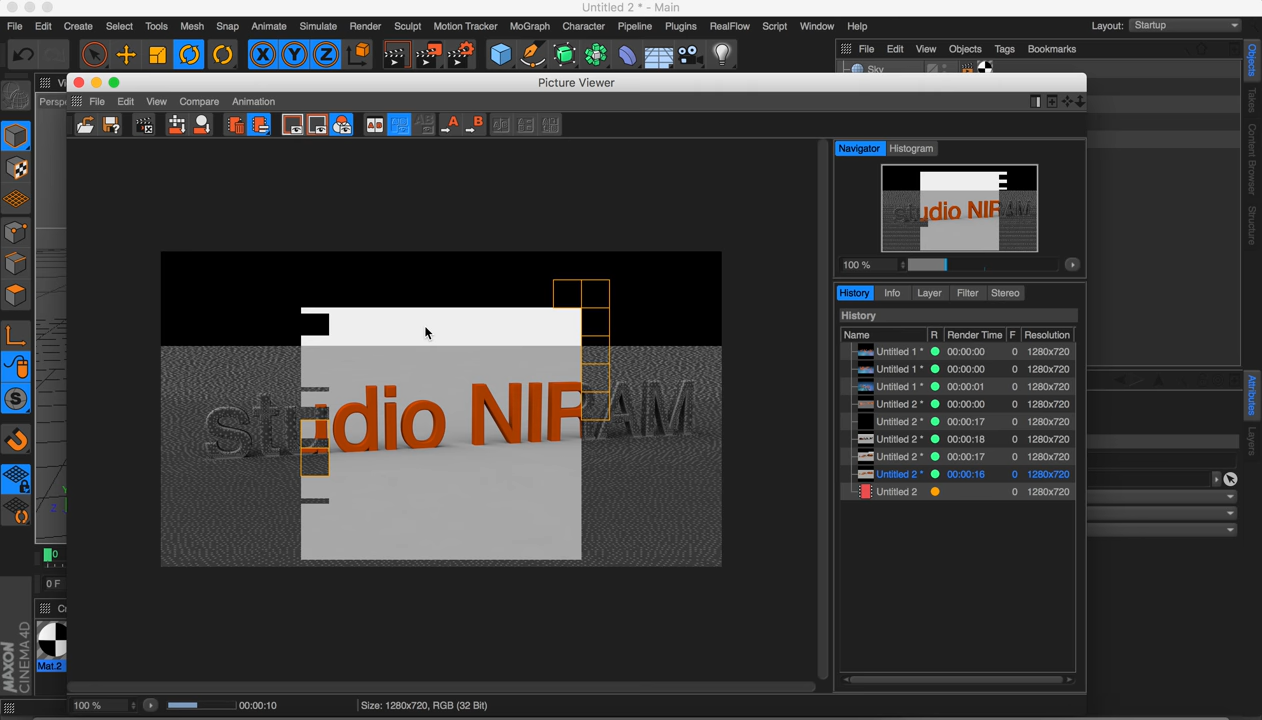 Untitled 2 * - Main
File Edit Create Select Tools Mesh Snap Animate Simulate Render Sculpt Motion Tracker MoGraph Character Pipeline Plugins RealFlow Script Window Help Layout: Startup
File Edit View Objects Tags Bookmarks
Sky
Picture Viewer
Persp
File Edit View Compare Animation
Navigator Histogram
studio NIRAM
100 %
History Info Layer Filter Stereo
History
Name R Render Time F Resolution
Untitled 1 * 00:00:00 0 1280x720
Untitled 1 * 00:00:00 0 1280x720
Untitled 1 * 00:00:01 0 1280x720
Untitled 2 * 00:00:00 0 1280x720
Untitled 2 * 00:00:17 0 1280x720
Untitled 2 * 00:00:18 0 1280x720
Untitled 2 * 00:00:17 0 1280x720
Untitled 2 * 00:00:16 0 1280x720
Untitled 2 0 1280x720
studio NIRAM
0
0 F
Mat.2
MAXON
CINEMA 4D
100 % 00:00:10 Size: 1280x720, RGB (32 Bit)
Objects
Takes
Content Browser
Structure
Attributes
Layers